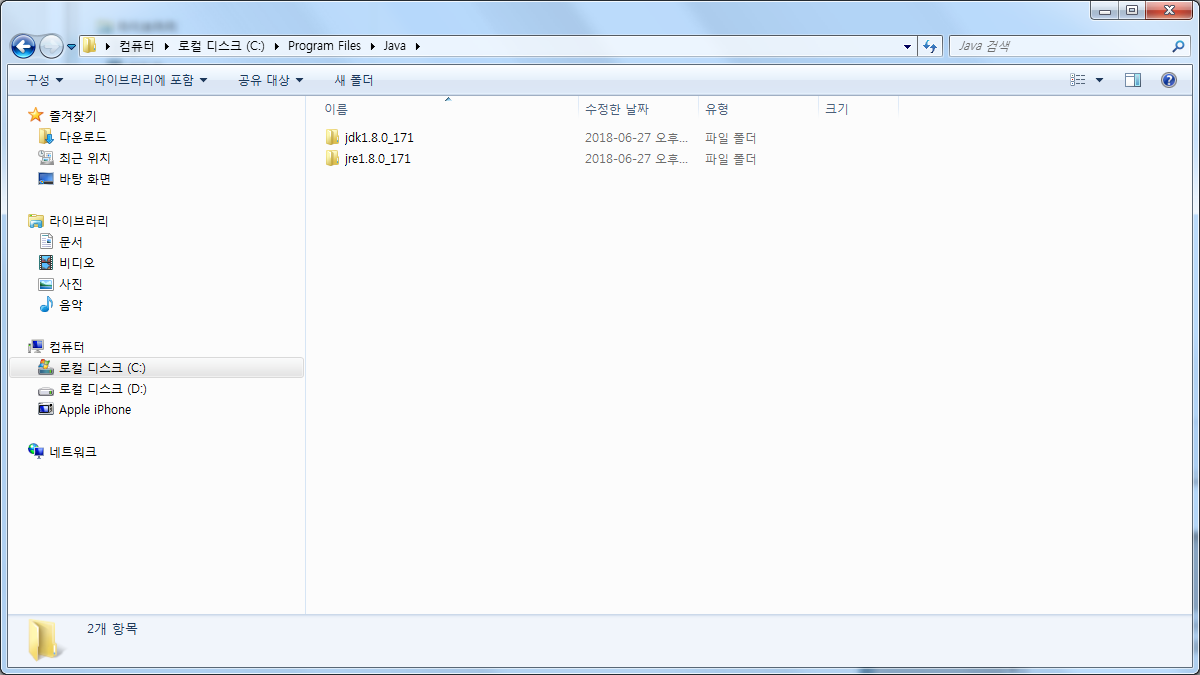 컴퓨터 로컬 디스크 (C:) Program Files Java
Java 검색
구성 라이브러리에 포함 공유 대상 새 폴더
즐겨찾기
다운로드
최근 위치
바탕 화면
라이브러리
문서
비디오
사진
음악
컴퓨터
로컬 디스크 (C:)
로컬 디스크 (D:)
Apple iPhone
네트워크
이름 수정한 날짜 유형 크기
jdk1.8.0_171 2018-06-27 오후... 파일 폴더
jre1.8.0_171 2018-06-27 오후... 파일 폴더
2개 항목